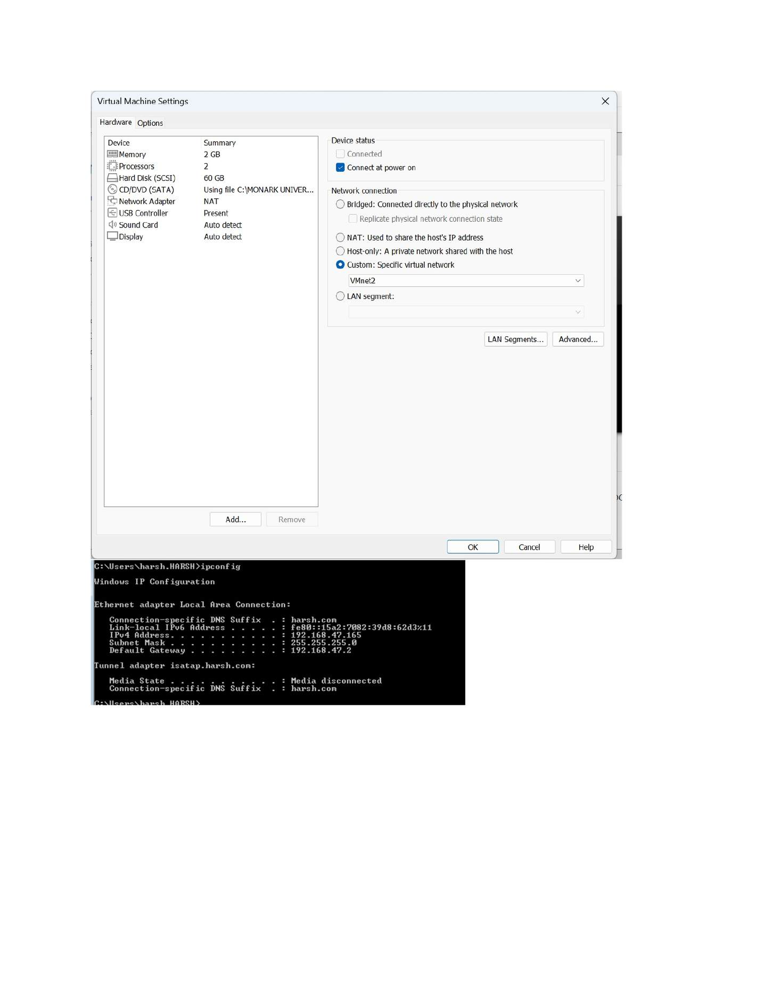 Virtual Machine Settings
Hardware Options
Device Summary
Memory 2 GB
Processors 2
Hard Disk (SCSI) 60 GB
CD/DVD (SATA) Using file C:\MONARK UNIVER...
Network Adapter NAT
USB Controller Present
Sound Card Auto detect
Display Auto detect
Add... Remove
Device status
Connected
Connect at power on
Network connection
Bridged: Connected directly to the physical network
Replicate physical network connection state
NAT: Used to share the host's IP address
Host-only: A private network shared with the host
Custom: Specific virtual network
VMnet2
LAN segment:
LAN Segments... Advanced...
OK Cancel Help
C:\Users\harsh.HARSH>ipconfig
Windows IP Configuration
Ethernet adapter Local Area Connection:
Connection-specific DNS Suffix . : harsh.com
Link-local IPv6 Address . . . . . : fe80::15a2:7082:39d8:62d3%11
IPv4 Address. . . . . . . . . . . : 192.168.47.165
Subnet Mask . . . . . . . . . . . : 255.255.255.0
Default Gateway . . . . . . . . . : 192.168.47.2
Tunnel adapter isatap.harsh.com:
Media State . . . . . . . . . . . : Media disconnected
Connection-specific DNS Suffix . : harsh.com
C:\Users\harsh.HARSH>